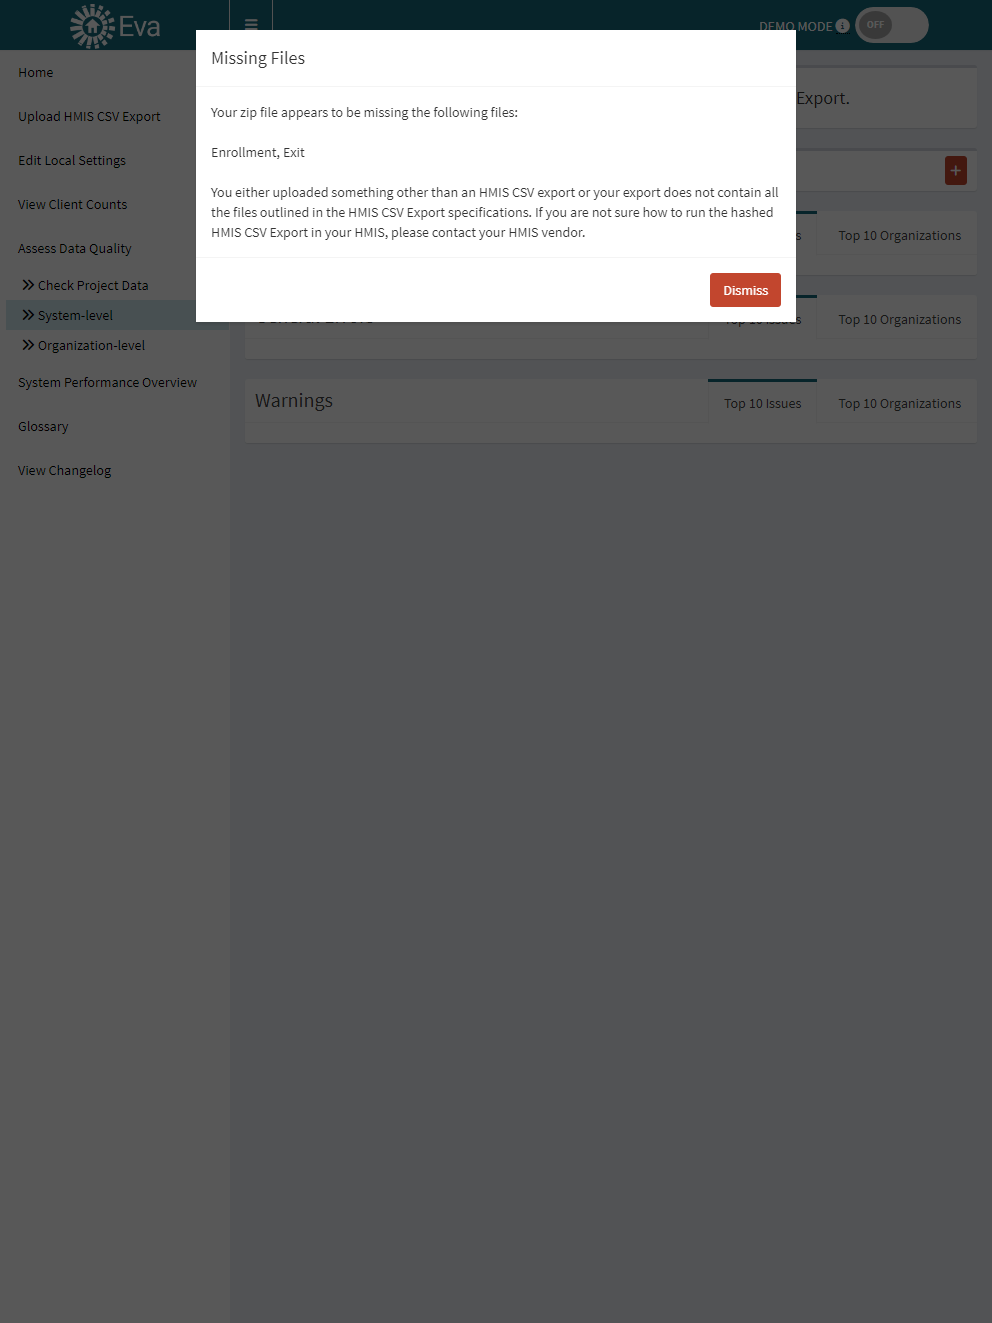 Eva
DEMO MODE
OFF
Missing Files
Your zip file appears to be missing the following files:
Enrollment, Exit
You either uploaded something other than an HMIS CSV export or your export does not contain all
the files outlined in the HMIS CSV Export specifications. If you are not sure how to run the hashed
HMIS CSV Export in your HMIS, please contact your HMIS vendor.
Dismiss
Home
Upload HMIS CSV Export
Edit Local Settings
View Client Counts
Assess Data Quality
Check Project Data
System-level
Organization-level
System Performance Overview
Glossary
View Changelog
Export.
Top 10 Organizations
Top 10 Issues
Top 10 Organizations
Warnings
Top 10 Issues
Top 10 Organizations